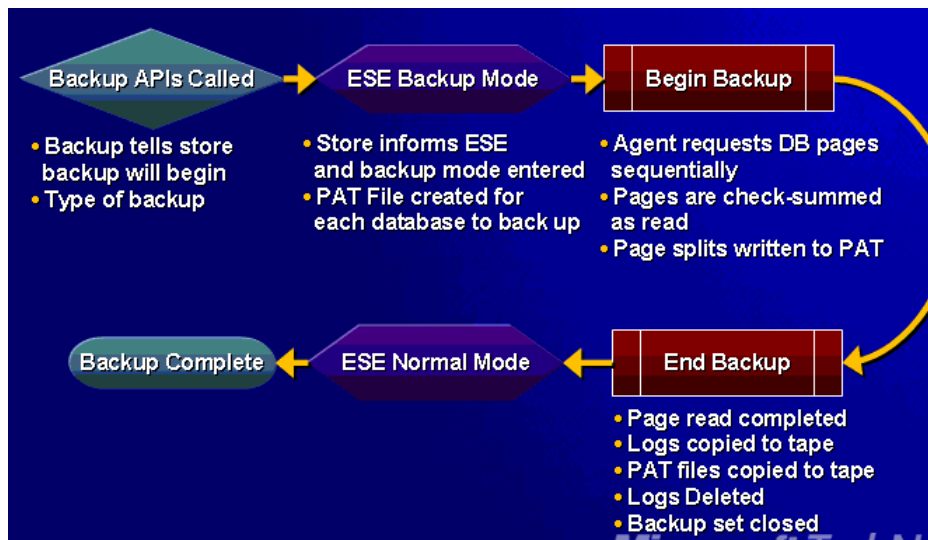 Backup APIs Called
ESE Backup Mode
Begin Backup
• Backup tells store
backup will begin
• Type of backup
• Store informs ESE
and backup mode entered
• PAT File created for
each database to back up
• Agent requests DB pages
sequentially
• Pages are check-summed
as read
• Page splits written to PAT
Backup Complete
ESE Normal Mode
End Backup
• Page read completed
• Logs copied to tape
• PAT files copied to tape
• Logs Deleted
• Backup set closed